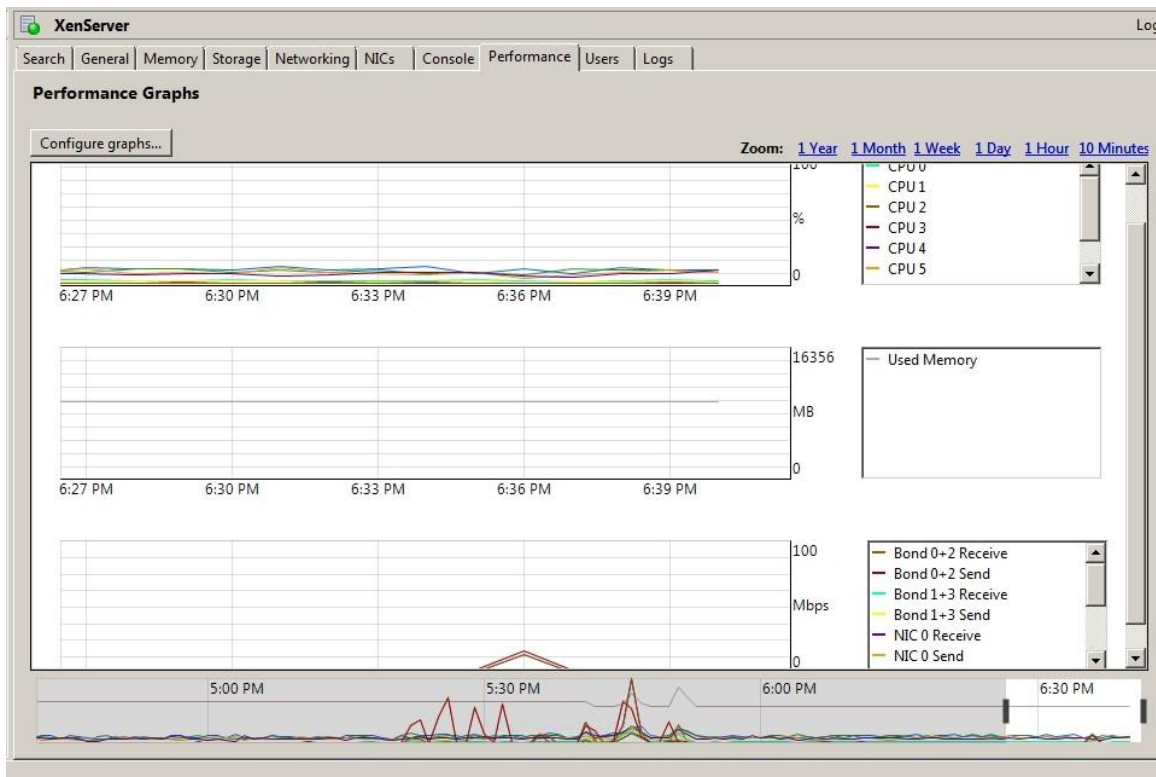 XenServer
Log
Search General Memory Storage Networking NICs Console Performance Users Logs
Performance Graphs
Configure graphs...
Zoom: 1 Year 1 Month 1 Week 1 Day 1 Hour 10 Minutes
100
%
0
6:27 PM 6:30 PM 6:33 PM 6:36 PM 6:39 PM
CPU 0
CPU 1
CPU 2
CPU 3
CPU 4
CPU 5
16356
MB
0
6:27 PM 6:30 PM 6:33 PM 6:36 PM 6:39 PM
Used Memory
100
Mbps
0
Bond 0+2 Receive
Bond 0+2 Send
Bond 1+3 Receive
Bond 1+3 Send
NIC 0 Receive
NIC 0 Send
5:00 PM 5:30 PM 6:00 PM 6:30 PM